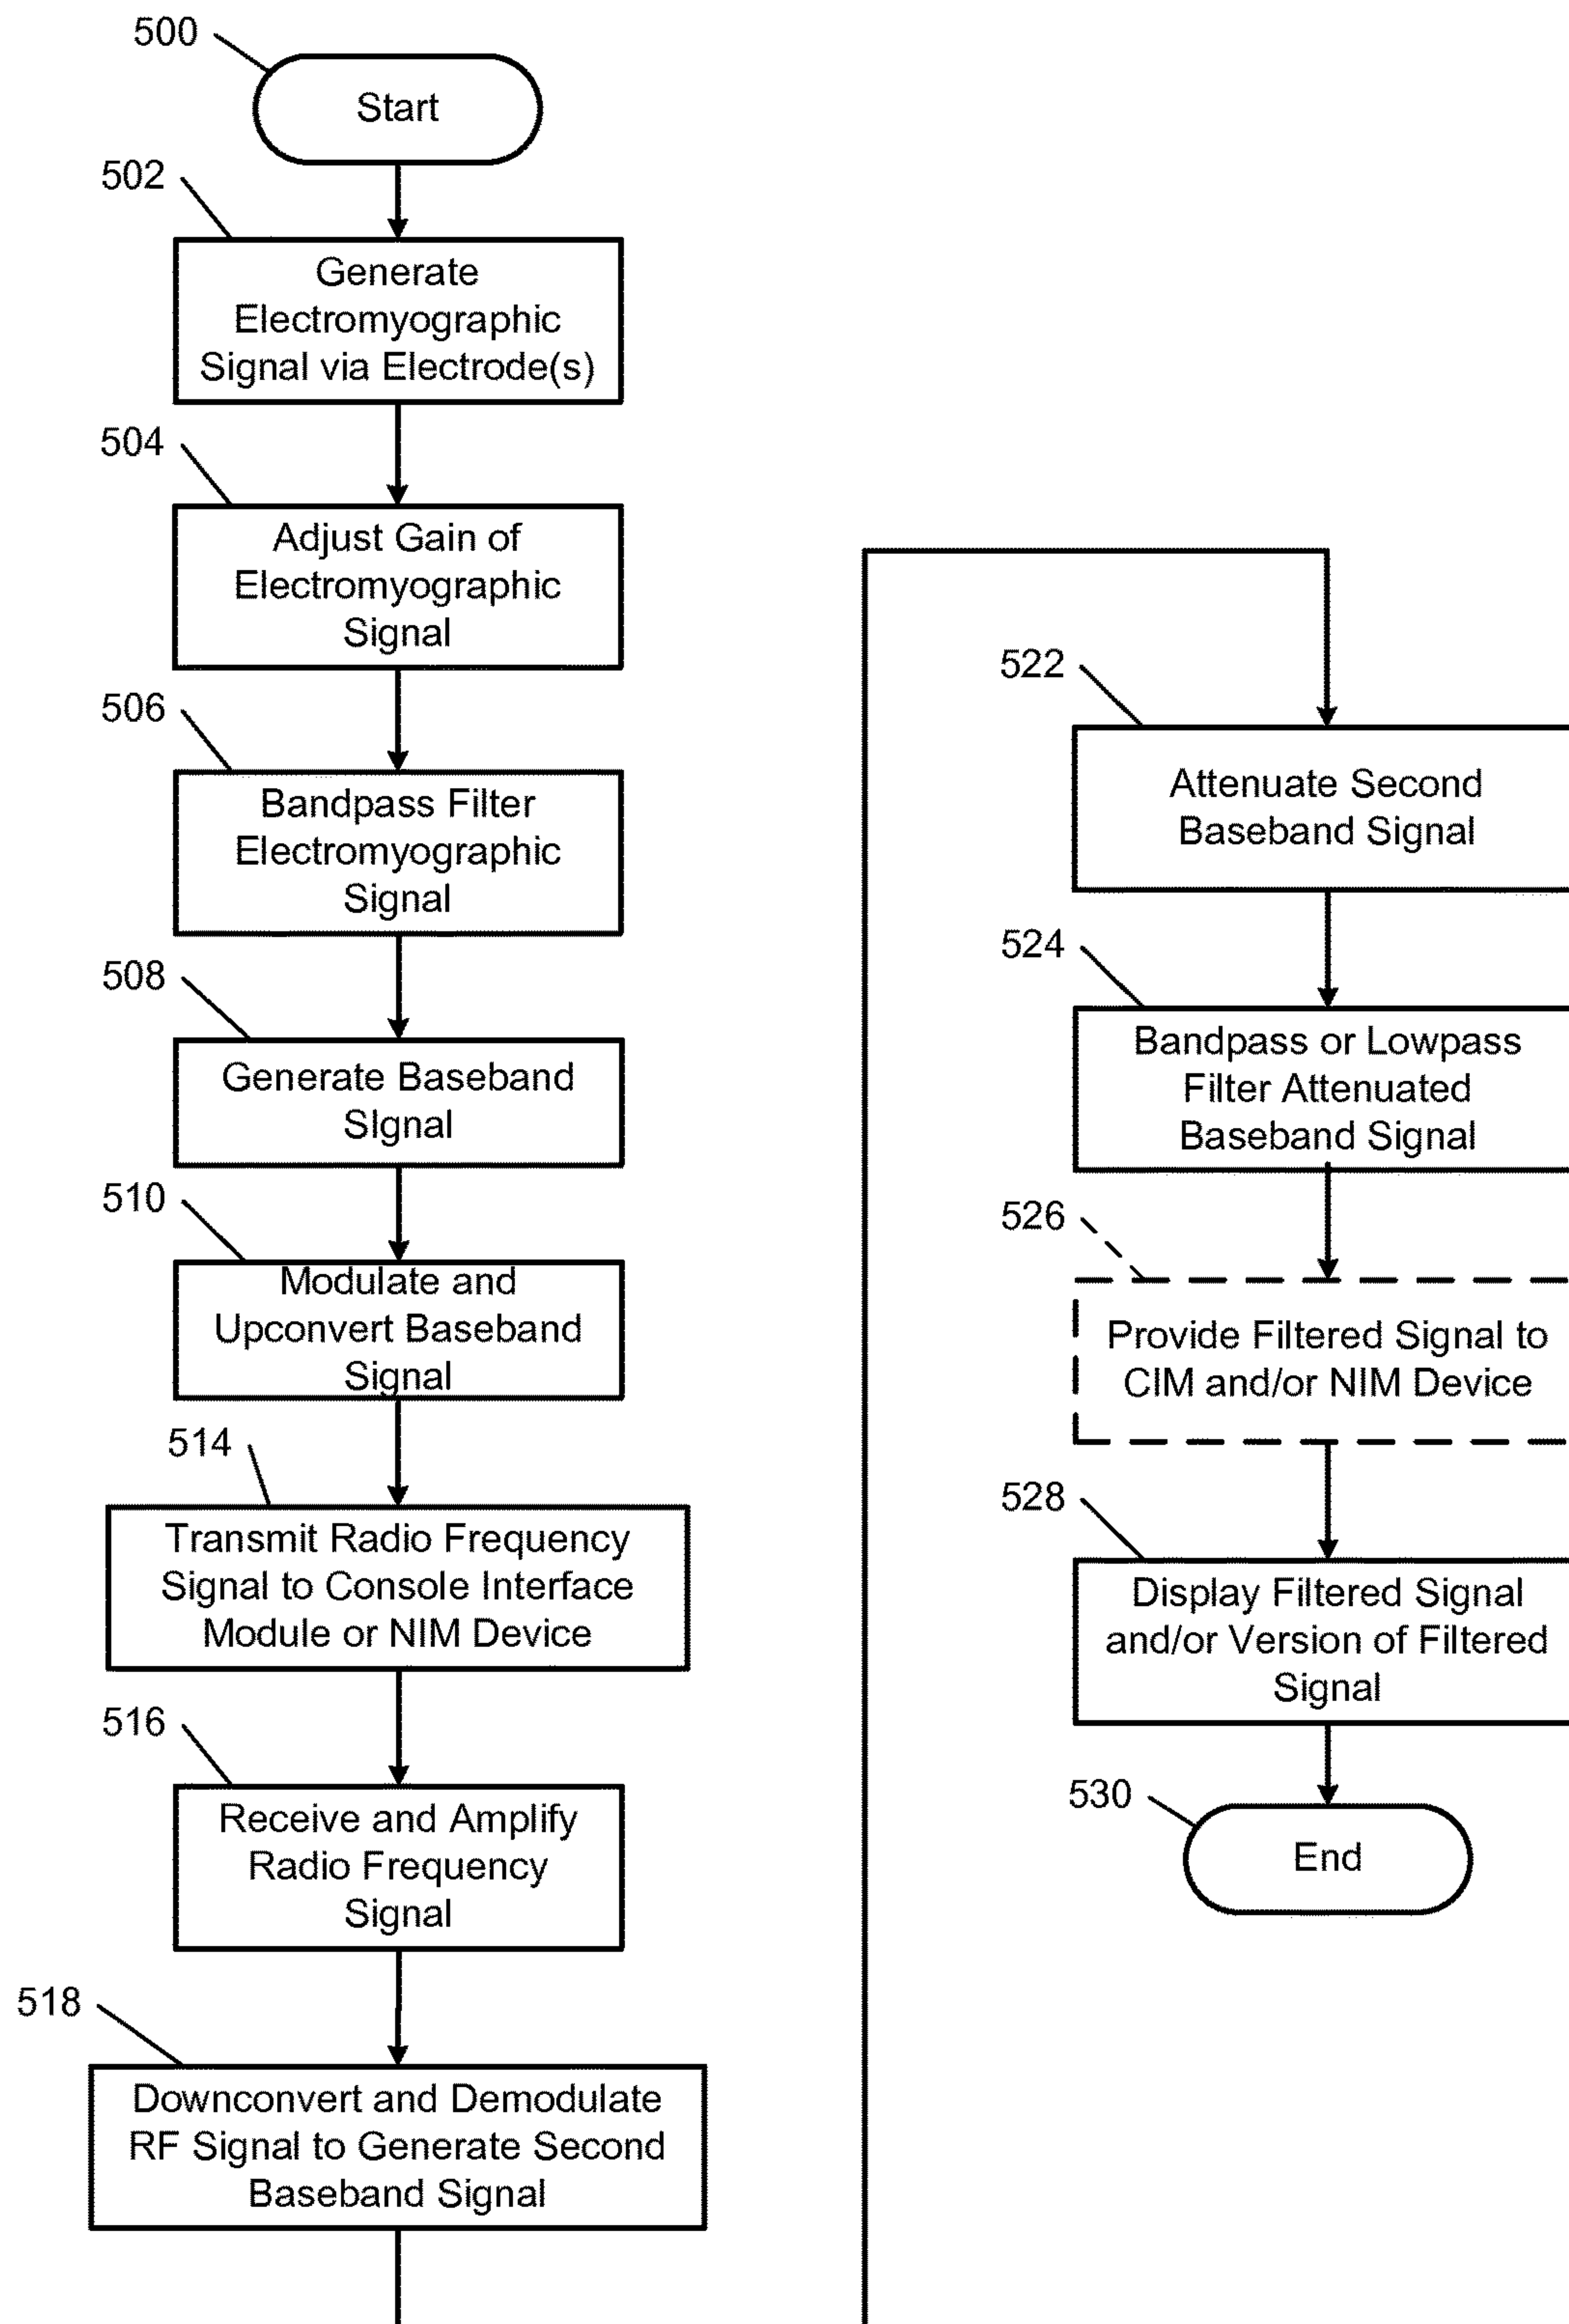 500
Start
502
Generate
Electromyographic
Signal via Electrode(s)
504
Adjust Gain of
Electromyographic
Signal
506
Bandpass Filter
Electromyographic
Signal
508
Generate Baseband
SIgnal
510
Modulate and
Upconvert Baseband
Signal
514
Transmit Radio Frequency
Signal to Console Interface
Module or NIM Device
516
Receive and Amplify
Radio Frequency
Signal
518
Downconvert and Demodulate
RF Signal to Generate Second
Baseband Signal
522
Attenuate Second
Baseband Signal
524
Bandpass or Lowpass
Filter Attenuated
Baseband Signal
526
Provide Filtered Signal to
CIM and/or NIM Device
528
Display Filtered Signal
and/or Version of Filtered
Signal
530
End